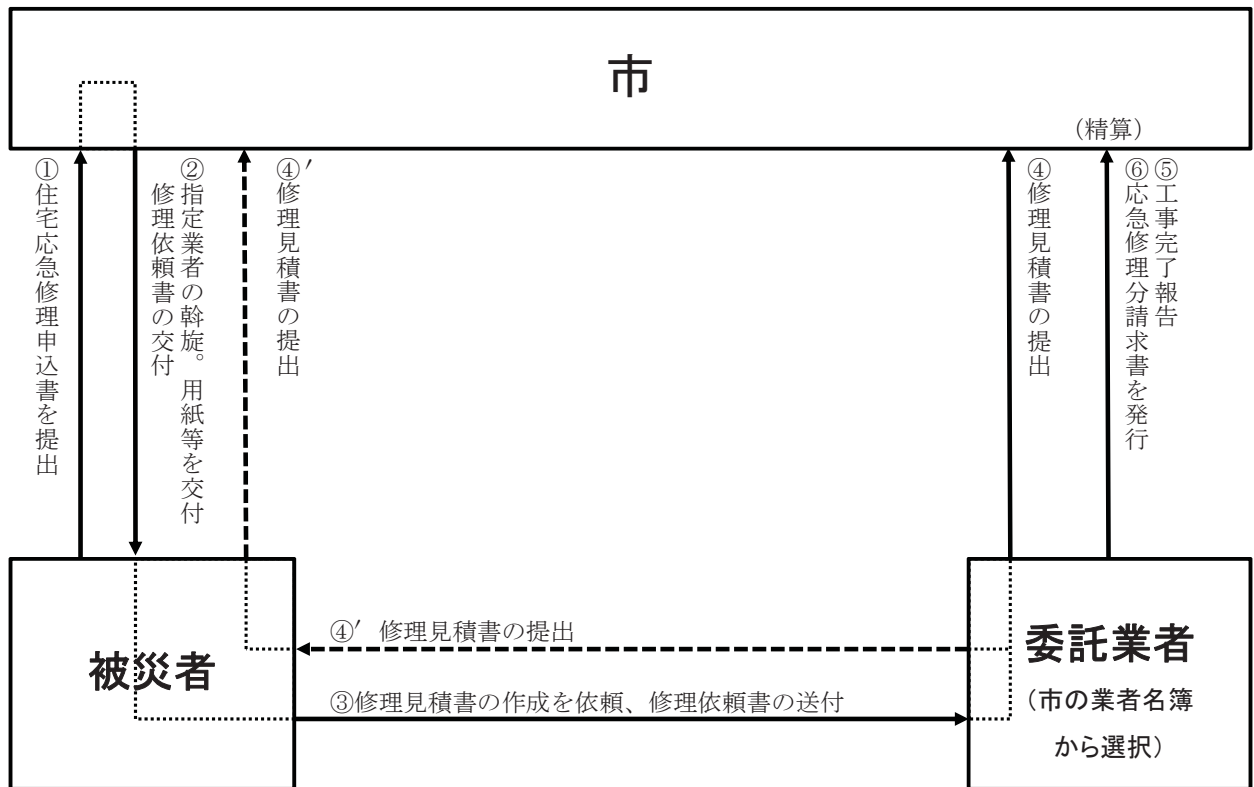 市
(精算)
①住宅応急修理申込書を提出
②指定業者の斡旋。用紙等を交付
修理依頼書の交付
④′修理見積書の提出
④修理見積書の提出
⑤工事完了報告
⑥応急修理分請求書を発行
④′ 修理見積書の提出
③修理見積書の作成を依頼、修理依頼書の送付
被災者
委託業者
(市の業者名簿
から選択)